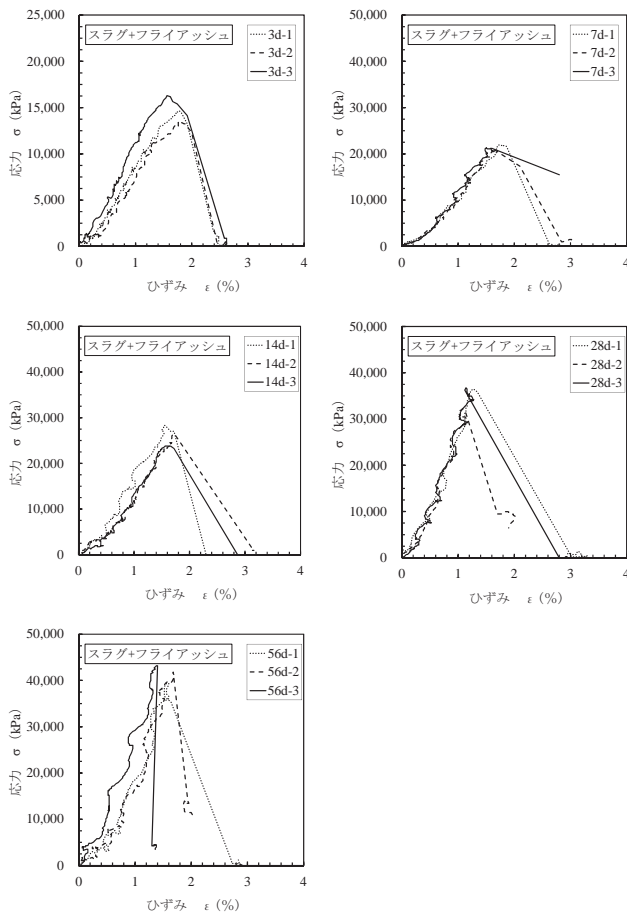 25,000
20,000
15,000
10,000
5,000
0
応力 σ (kPa)
スラグ+フライアッシュ
3d-1
3d-2
3d-3
0 1 2 3 4
ひずみ ε (%)
50,000
40,000
30,000
20,000
10,000
0
応力 σ (kPa)
スラグ+フライアッシュ
7d-1
7d-2
7d-3
0 1 2 3 4
ひずみ ε (%)
50,000
40,000
30,000
20,000
10,000
0
応力 σ (kPa)
スラグ+フライアッシュ
14d-1
14d-2
14d-3
0 1 2 3 4
ひずみ ε (%)
50,000
40,000
30,000
20,000
10,000
0
応力 σ (kPa)
スラグ+フライアッシュ
28d-1
28d-2
28d-3
0 1 2 3 4
ひずみ ε (%)
50,000
40,000
30,000
20,000
10,000
0
応力 σ (kPa)
スラグ+フライアッシュ
56d-1
56d-2
56d-3
0 1 2 3 4
ひずみ ε (%)